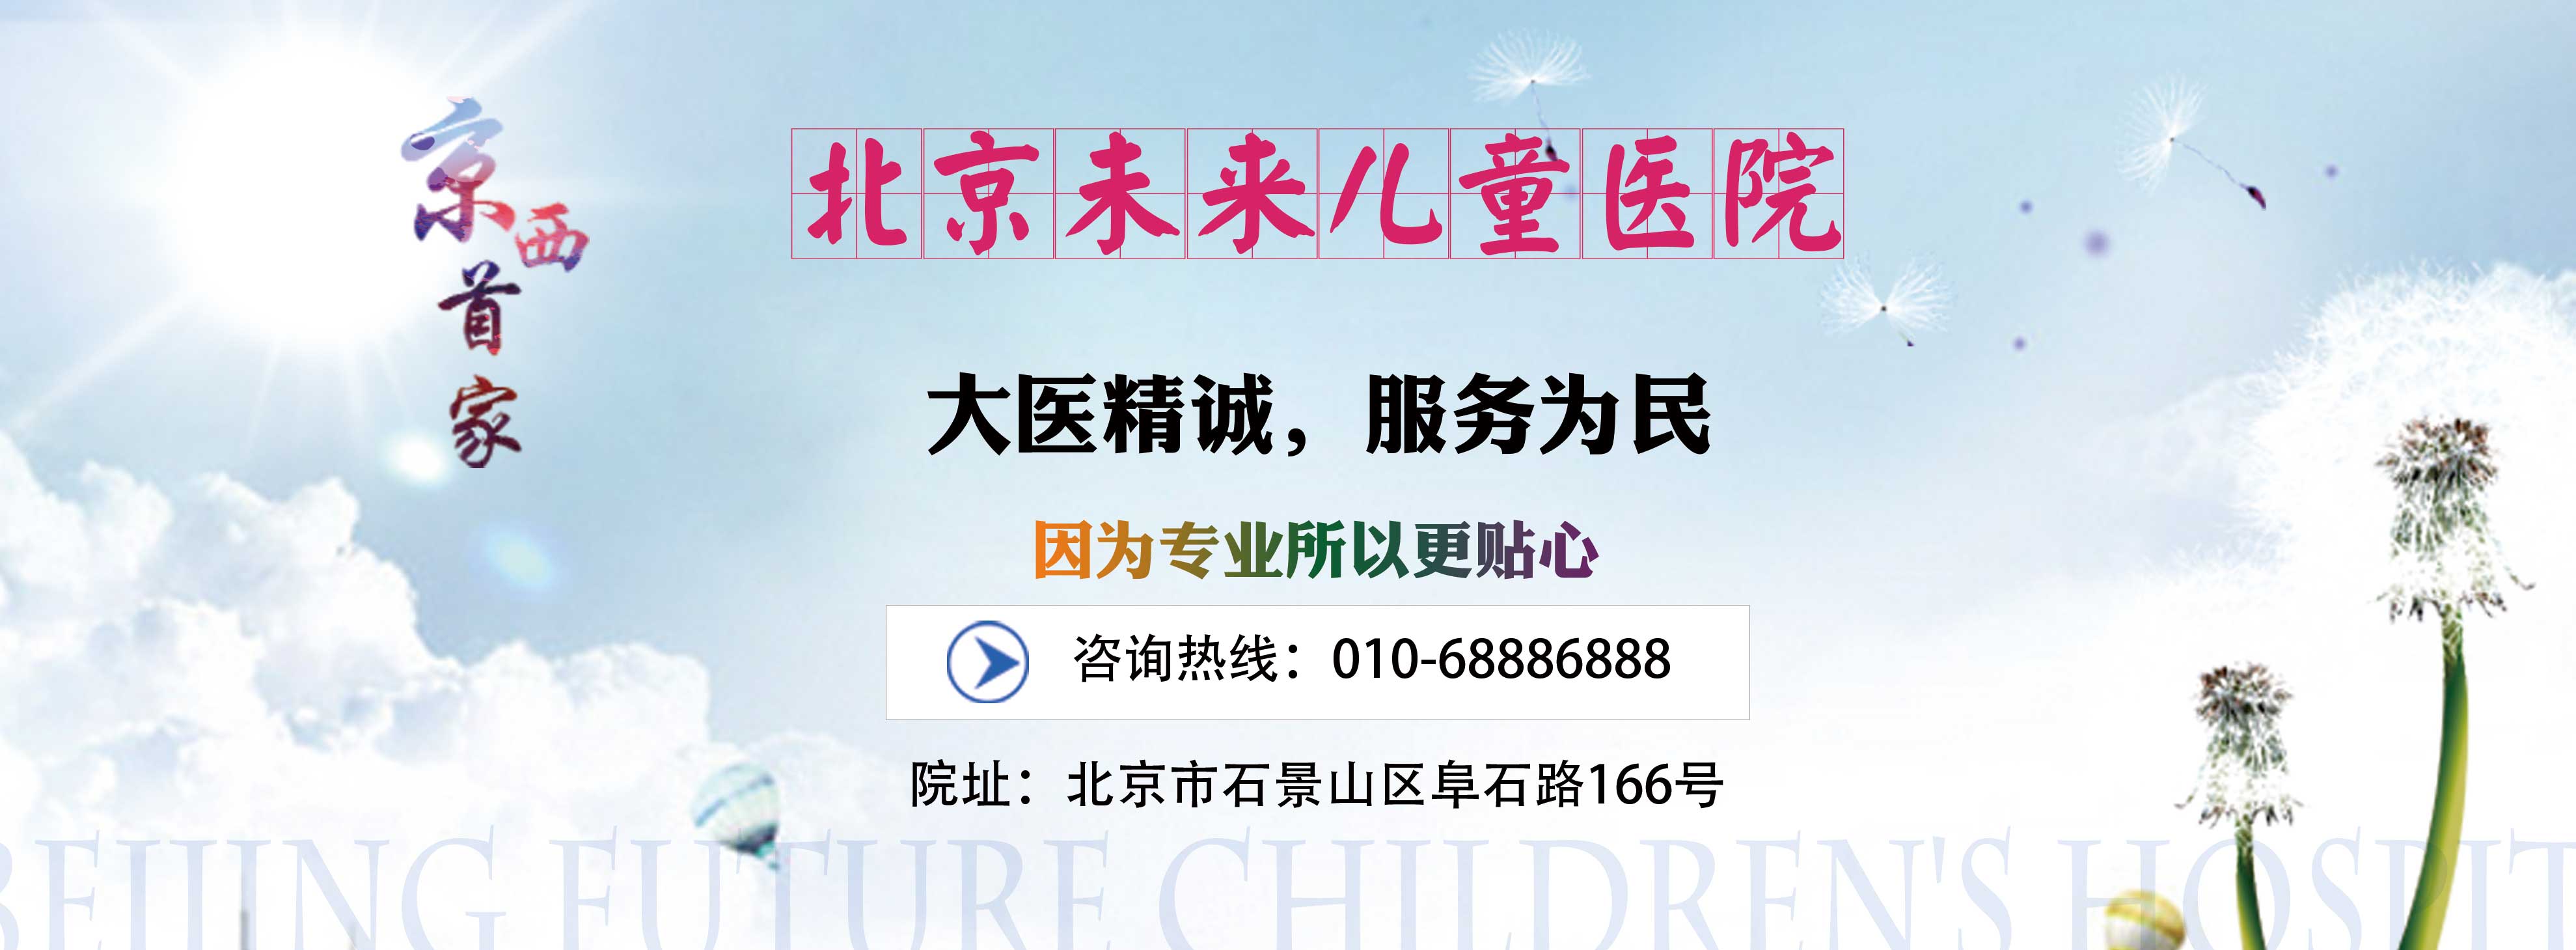 京西首家
北京未来儿童医院
大医精诚，服务为民
因为专业所以更贴心
咨询热线：010-68886888
院址：北京市石景山区阜石路166号
BEIJING FUTURE CHILDREN'S HOSPIT